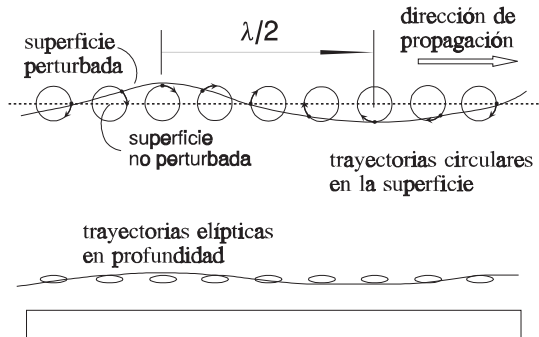 superficie
perturbada
λ/2
dirección de
propagación
superficie
no perturbada
trayectorias circulares
en la superficie
trayectorias elípticas
en profundidad